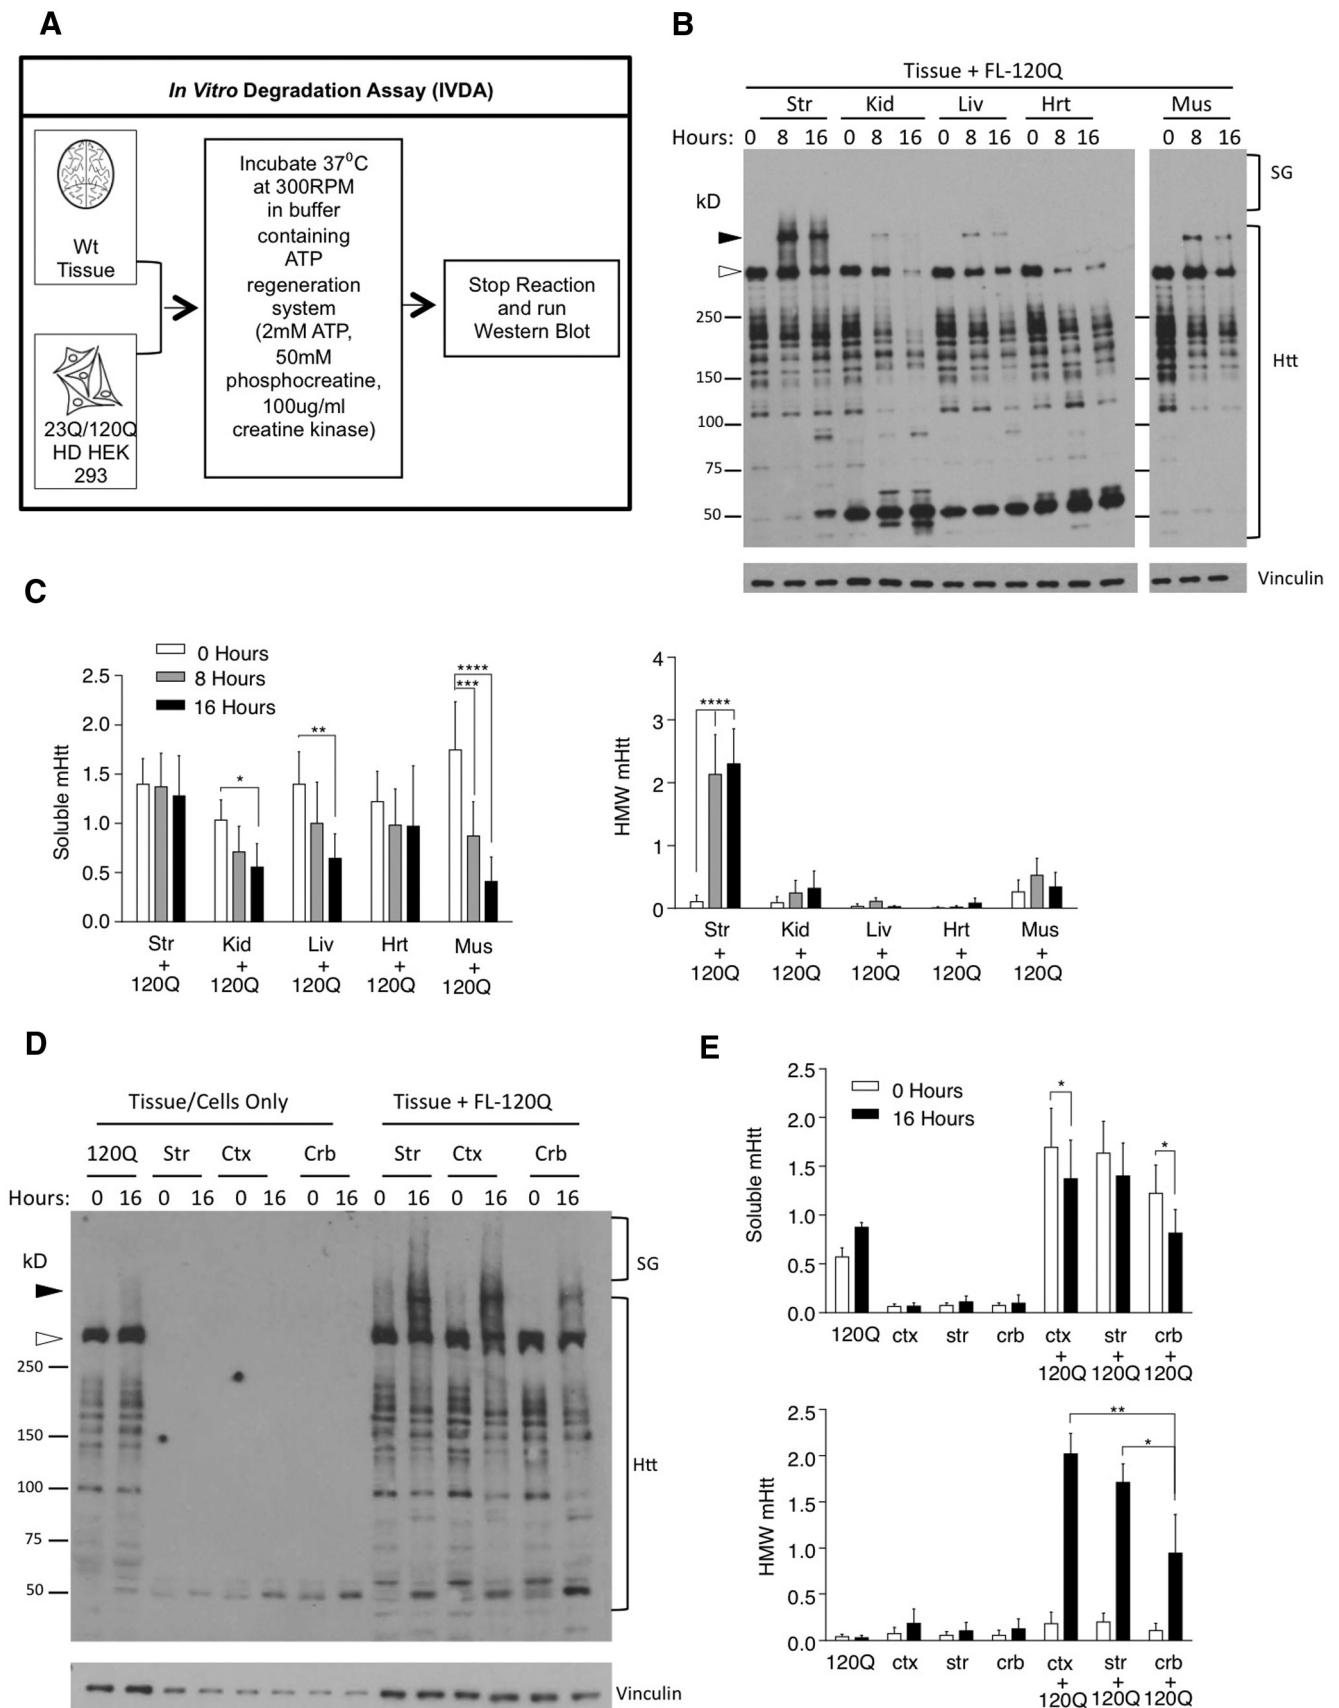 A
In Vitro Degradation Assay (IVDA)
Wt
Tissue
23Q/120Q
HD HEK
293
Incubate 37⁰C
at 300RPM
in buffer
containing
ATP
regeneration
system
(2mM ATP,
50mM
phosphocreatine,
100ug/ml
creatine kinase)
Stop Reaction
and run
Western Blot
B
Tissue + FL-120Q
Str Kid Liv Hrt Mus
Hours: 0 8 16 0 8 16 0 8 16 0 8 16 0 8 16
kD
SG
250
150
100
75
50
Htt
Vinculin
C
0 Hours
8 Hours
16 Hours
Soluble mHtt
2.5
2.0
1.5
1.0
0.5
0.0
* ** *** ****
Str Kid Liv Hrt Mus
+ + + + +
120Q 120Q 120Q 120Q 120Q
HMW mHtt
4
3
2
1
0
****
Str Kid Liv Hrt Mus
+ + + + +
120Q 120Q 120Q 120Q 120Q
D
Tissue/Cells Only Tissue + FL-120Q
120Q Str Ctx Crb Str Ctx Crb
Hours: 0 16 0 16 0 16 0 16 0 16 0 16 0 16
kD
SG
250
150
100
75
50
Htt
Vinculin
E
0 Hours
16 Hours
Soluble mHtt
2.5
2.0
1.5
1.0
0.5
0.0
* *
120Q ctx str crb ctx str crb
+ + +
120Q 120Q 120Q
HMW mHtt
2.5
2.0
1.5
1.0
0.5
0.0
** *
120Q ctx str crb ctx str crb
+ + +
120Q 120Q 120Q